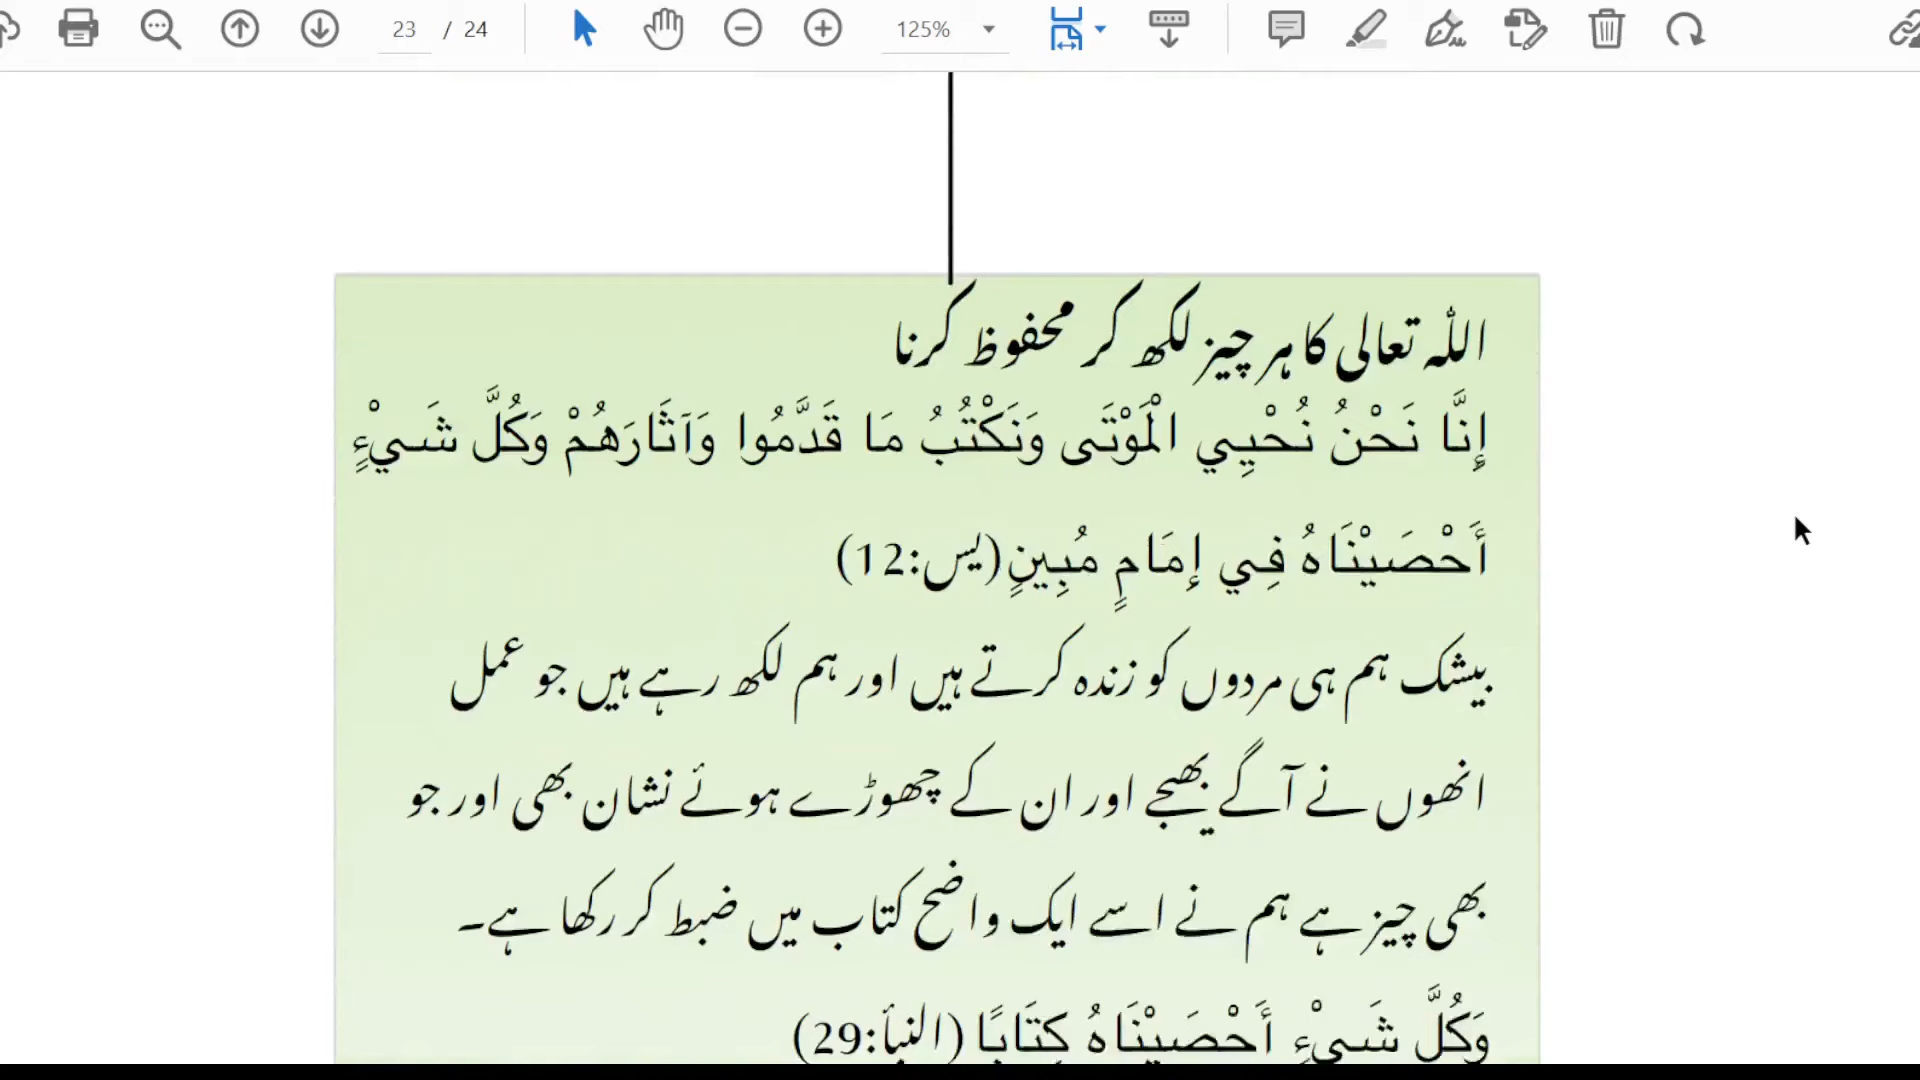 23 / 24
125%
اللہ تعالی کا ہر چیز لکھ کر محفوظ کرنا
إِنَّا نَحْنُ نُحْيِي الْمَوْتَى وَنَكْتُبُ مَا قَدَّمُوا وَآثَارَهُمْ وَكُلَّ شَيْءٍ
أَحْصَيْنَاهُ فِي إِمَامٍ مُبِينٍ (یس:12)
بیشک ہم ہی مردوں کو زندہ کرتے ہیں اور ہم لکھ رہے ہیں جو عمل
انھوں نے آگے بھیجے اور ان کے چھوڑے ہوئے نشان بھی اور جو
بھی چیز ہے ہم نے اسے ایک واضح کتاب میں ضبط کر رکھا ہے۔
وَكُلَّ شَيْءٍ أَحْصَيْنَاهُ كِتَابًا (النبأ:29)